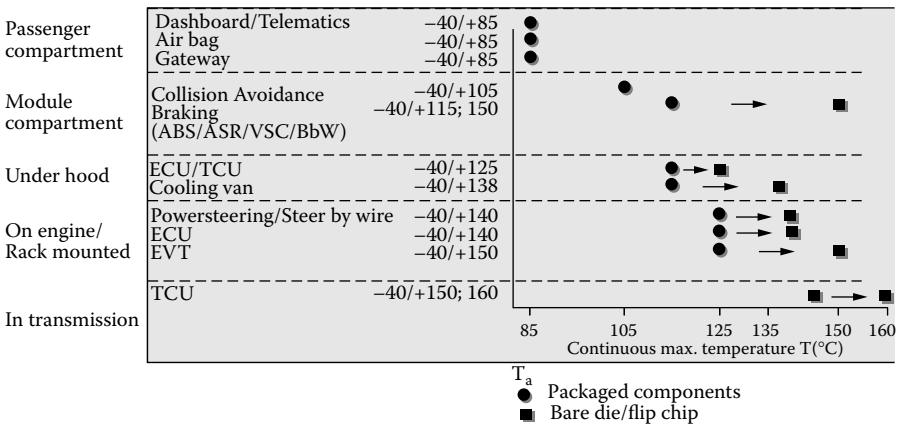 Passenger
compartment
Dashboard/Telematics −40/+85
Air bag −40/+85
Gateway −40/+85
Module
compartment
Collision Avoidance −40/+105
Braking −40/+115; 150
(ABS/ASR/VSC/BbW)
Under hood
ECU/TCU −40/+125
Cooling van −40/+138
On engine/
Rack mounted
Powersteering/Steer by wire −40/+140
ECU −40/+140
EVT −40/+150
In transmission
TCU −40/+150; 160
85 105 125 135 150 160
Continuous max. temperature T(°C)
Ta
Packaged components
Bare die/flip chip